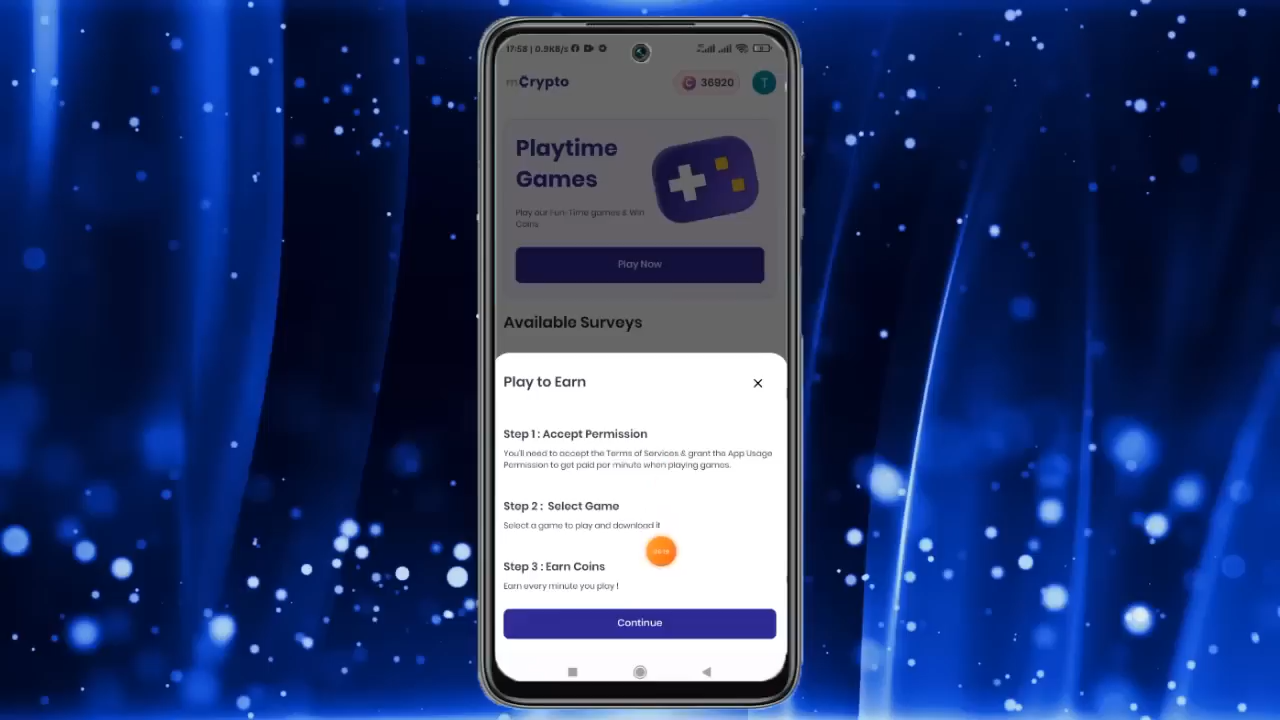 17:58 | 0.9KB/s
mCrypto
36920
T
Playtime
Games
Play our Fun-Time games & Win
Coins
Play Now
Available Surveys
Play to Earn
Step 1 : Accept Permission
You'll need to accept the Terms of Services & grant the App Usage
Permission to get paid per minute when playing games.
Step 2 : Select Game
Select a game to play and download it
Step 3 : Earn Coins
Earn every minute you play !
Continue